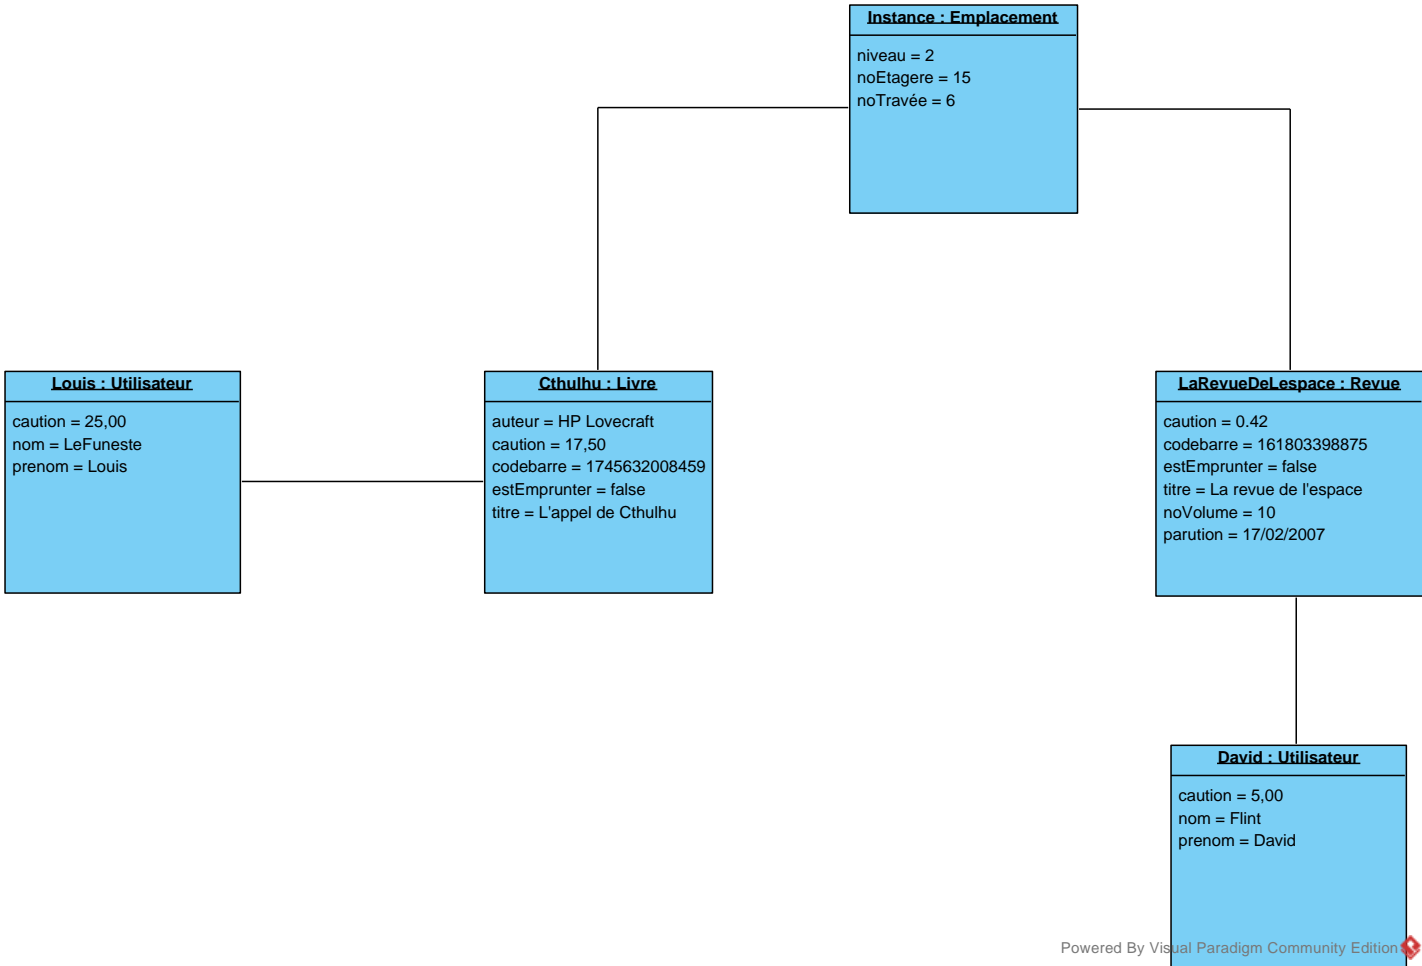 Instance : Emplacement
niveau = 2
noEtagere = 15
noTravée = 6
Louis : Utilisateur
caution = 25,00
nom = LeFuneste
prenom = Louis
Cthulhu : Livre
auteur = HP Lovecraft
caution = 17,50
codebarre = 1745632008459
estEmprunter = false
titre = L'appel de Cthulhu
LaRevueDeLespace : Revue
caution = 0.42
codebarre = 161803398875
estEmprunter = false
titre = La revue de l'espace
noVolume = 10
parution = 17/02/2007
David : Utilisateur
caution = 5,00
nom = Flint
prenom = David
Powered By Visual Paradigm Community Edition